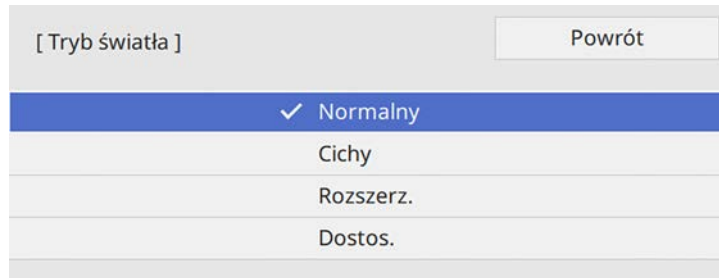 [ Tryb światła ]
Powrót
Normalny
Cichy
Rozszerz.
Dostos.